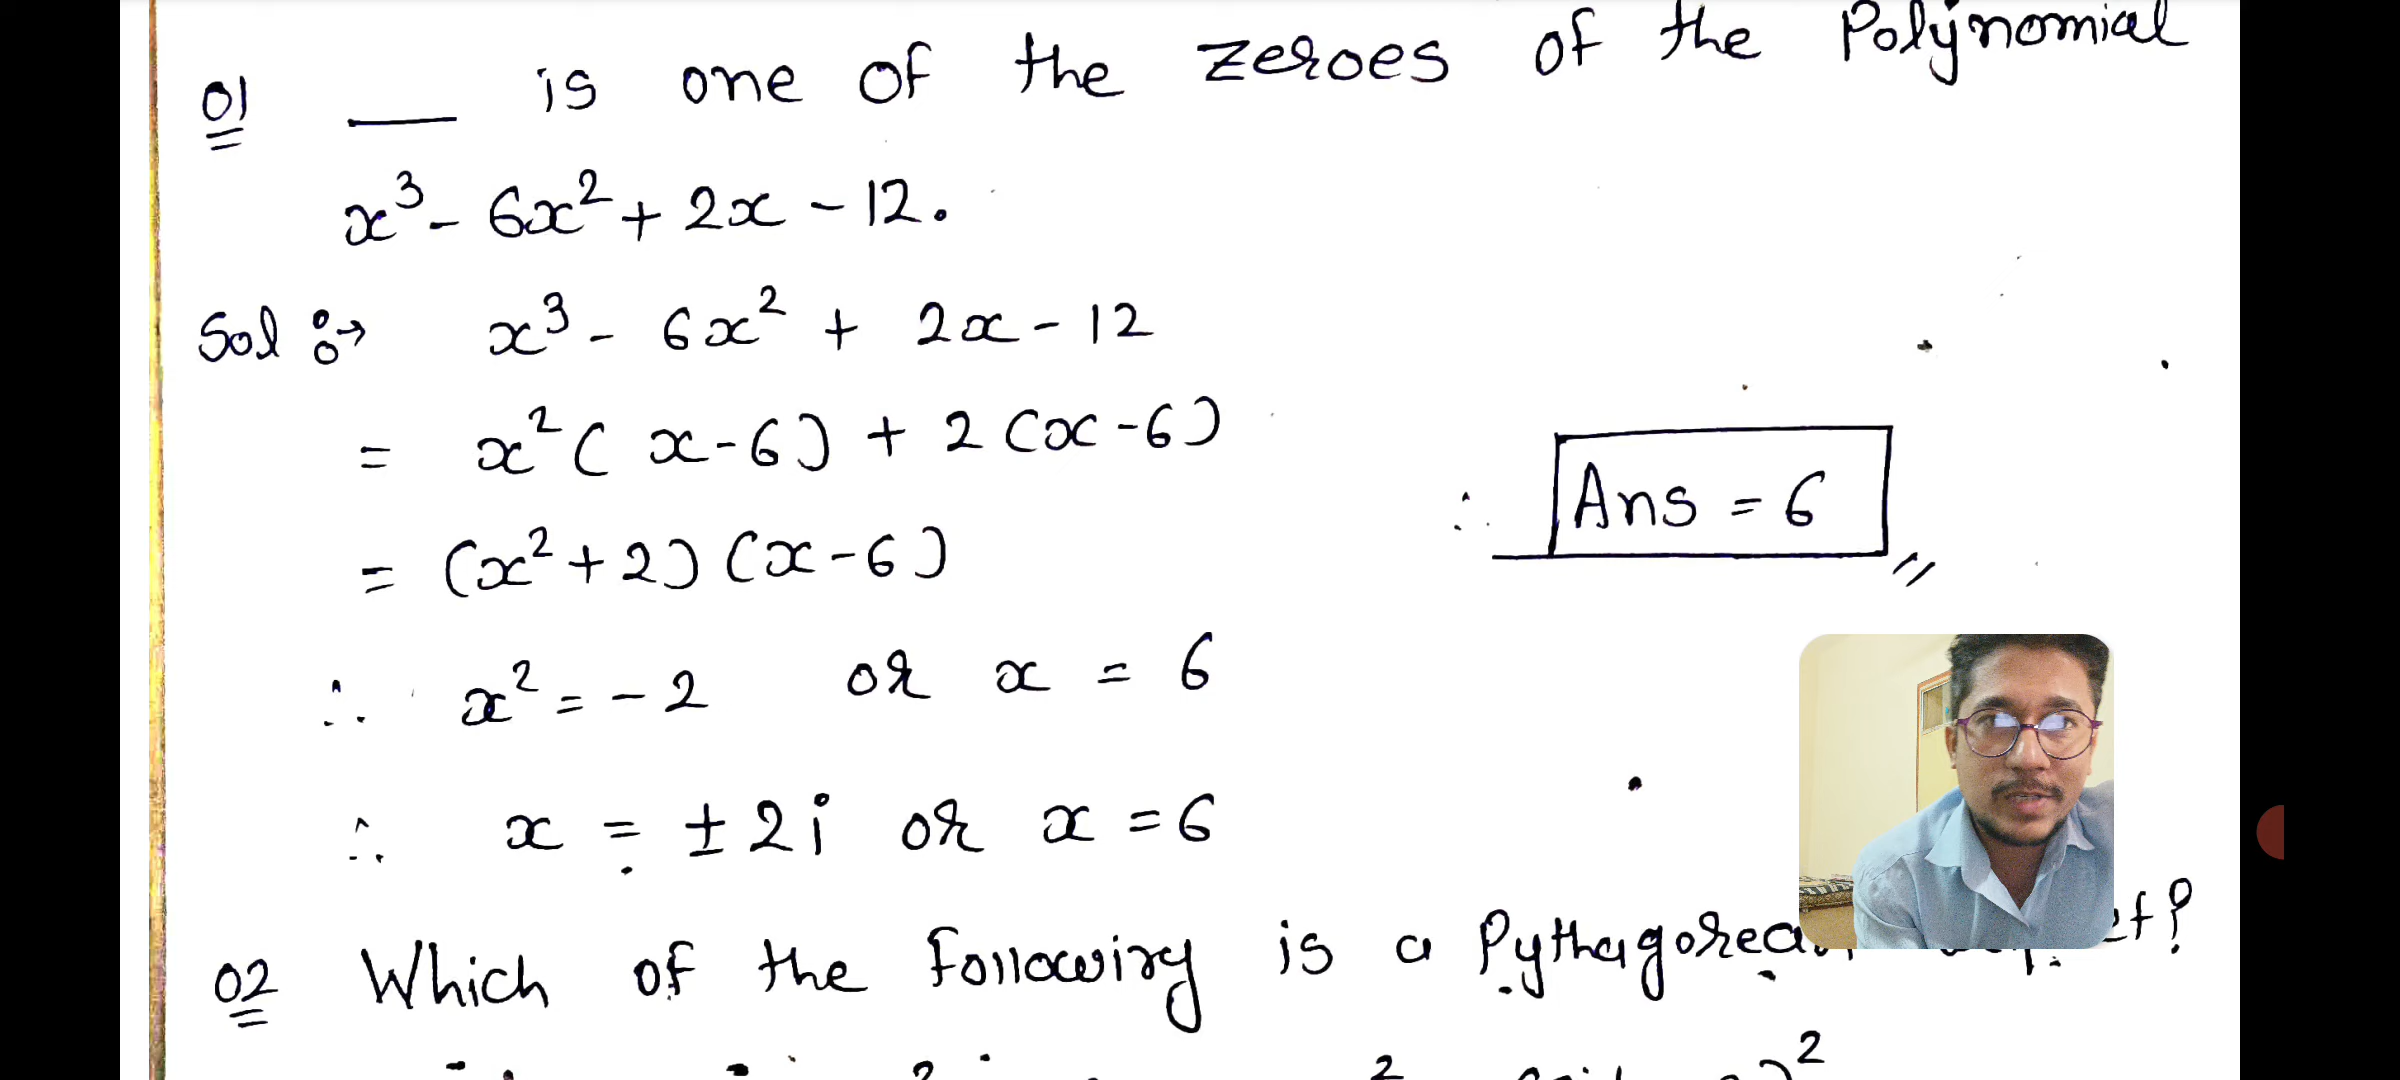 01 ___ is one of the zeroes of the Polynomial
x³ - 6x² + 2x - 12.
Sol :→ x³ - 6x² + 2x - 12
= x² ( x-6) + 2 (x-6)
= (x²+2) (x-6)
∴ Ans = 6
∴ x² = -2 or x = 6
∴ x = ±2i or x = 6
02 Which of the following is a